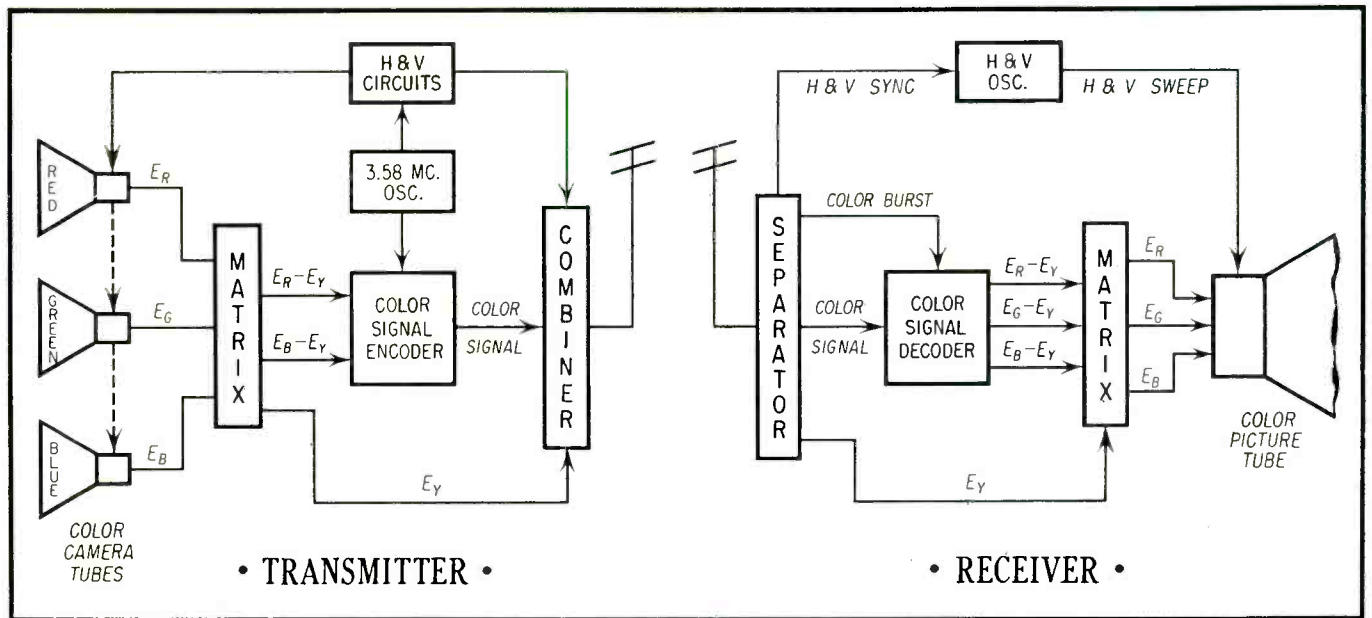 H & V
CIRCUITS
H & V SYNC
H & V
OSC.
H & V SWEEP
3.58 MC.
OSC.
RED
E_R
GREEN
E_G
BLUE
E_B
COLOR
CAMERA
TUBES
MATRIX
E_R–E_Y
E_B–E_Y
COLOR
SIGNAL
ENCODER
COLOR
SIGNAL
COMBINER
E_Y
• TRANSMITTER •
SEPARATOR
COLOR BURST
COLOR
SIGNAL
COLOR
SIGNAL
DECODER
E_R–E_Y
E_G–E_Y
E_B–E_Y
MATRIX
E_R
E_G
E_B
E_Y
COLOR
PICTURE
TUBE
• RECEIVER •